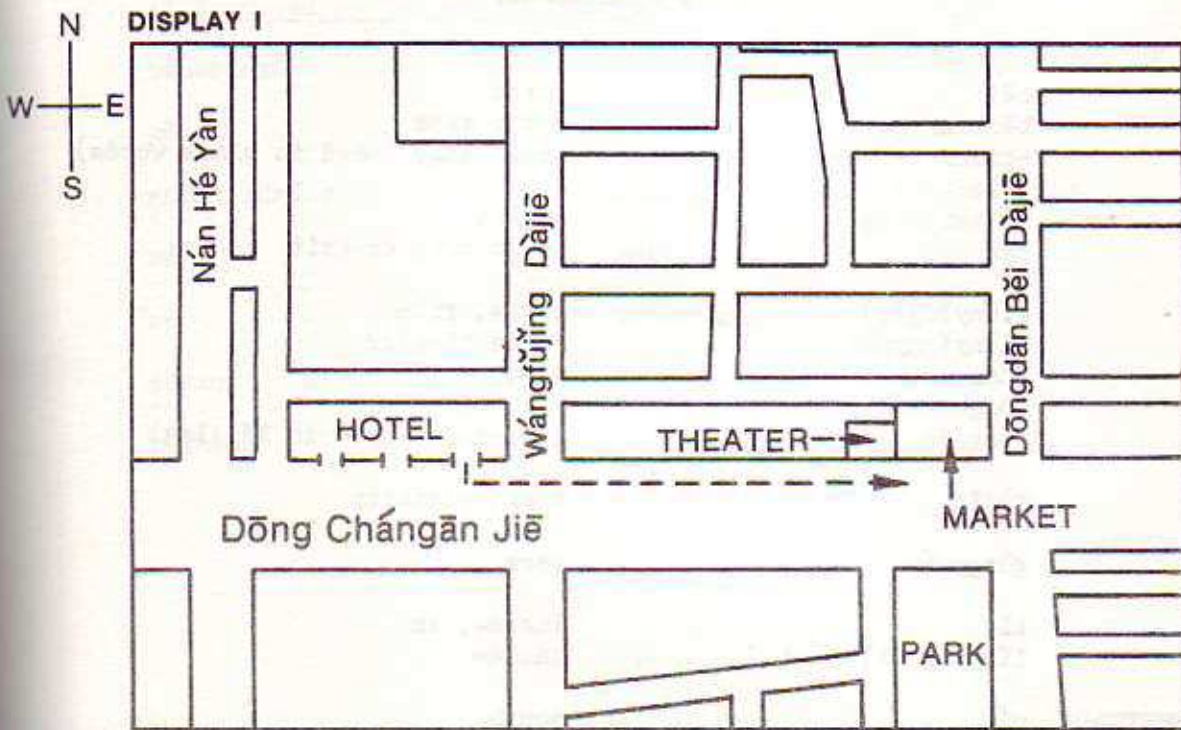 DISPLAY I
N
W E
S
Nán Hé Yàn
Wángfǔjǐng Dàjiē
Dōngdān Běi Dàjiē
HOTEL
THEATER
MARKET
Dōng Chángān Jiē
PARK